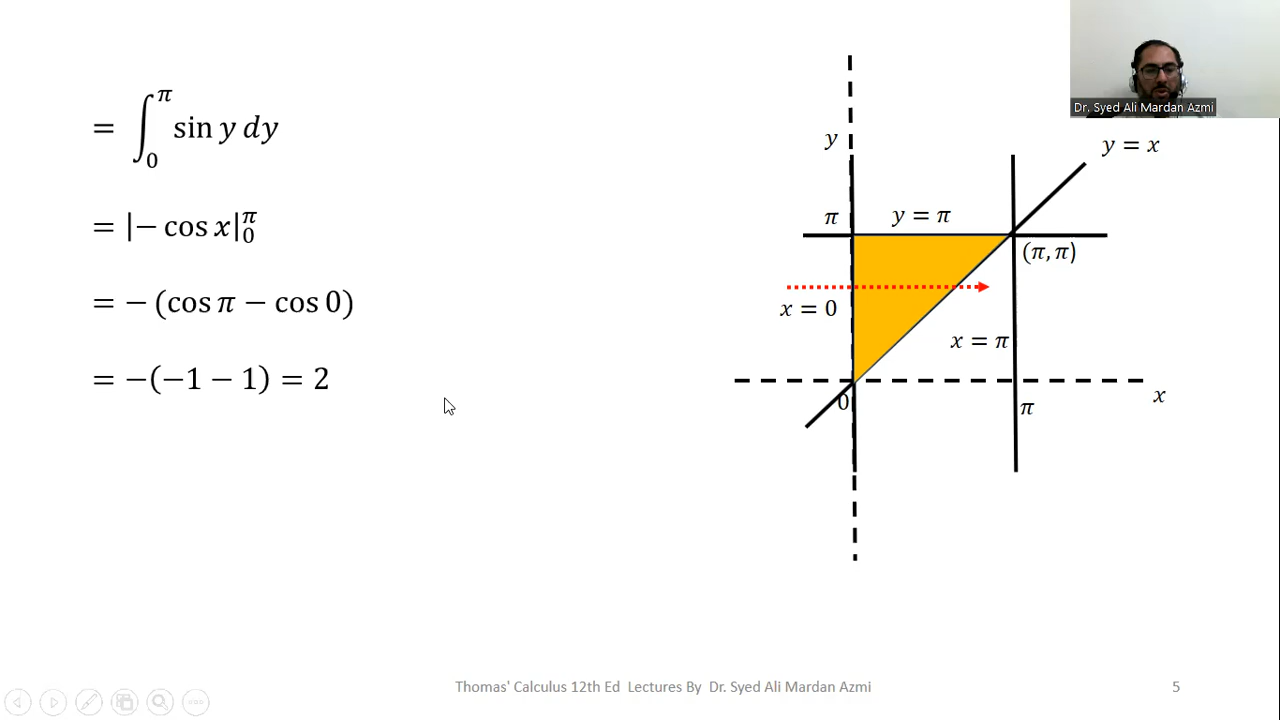 = ∫₀^π sin y dy
= |− cos x|₀^π
= − (cos π − cos 0)
= −(−1 − 1) = 2
Dr. Syed Ali Mardan Azmi
y
y = x
π
y = π
(π, π)
x = 0
x = π
0
π
x
Thomas' Calculus 12th Ed Lectures By Dr. Syed Ali Mardan Azmi
5